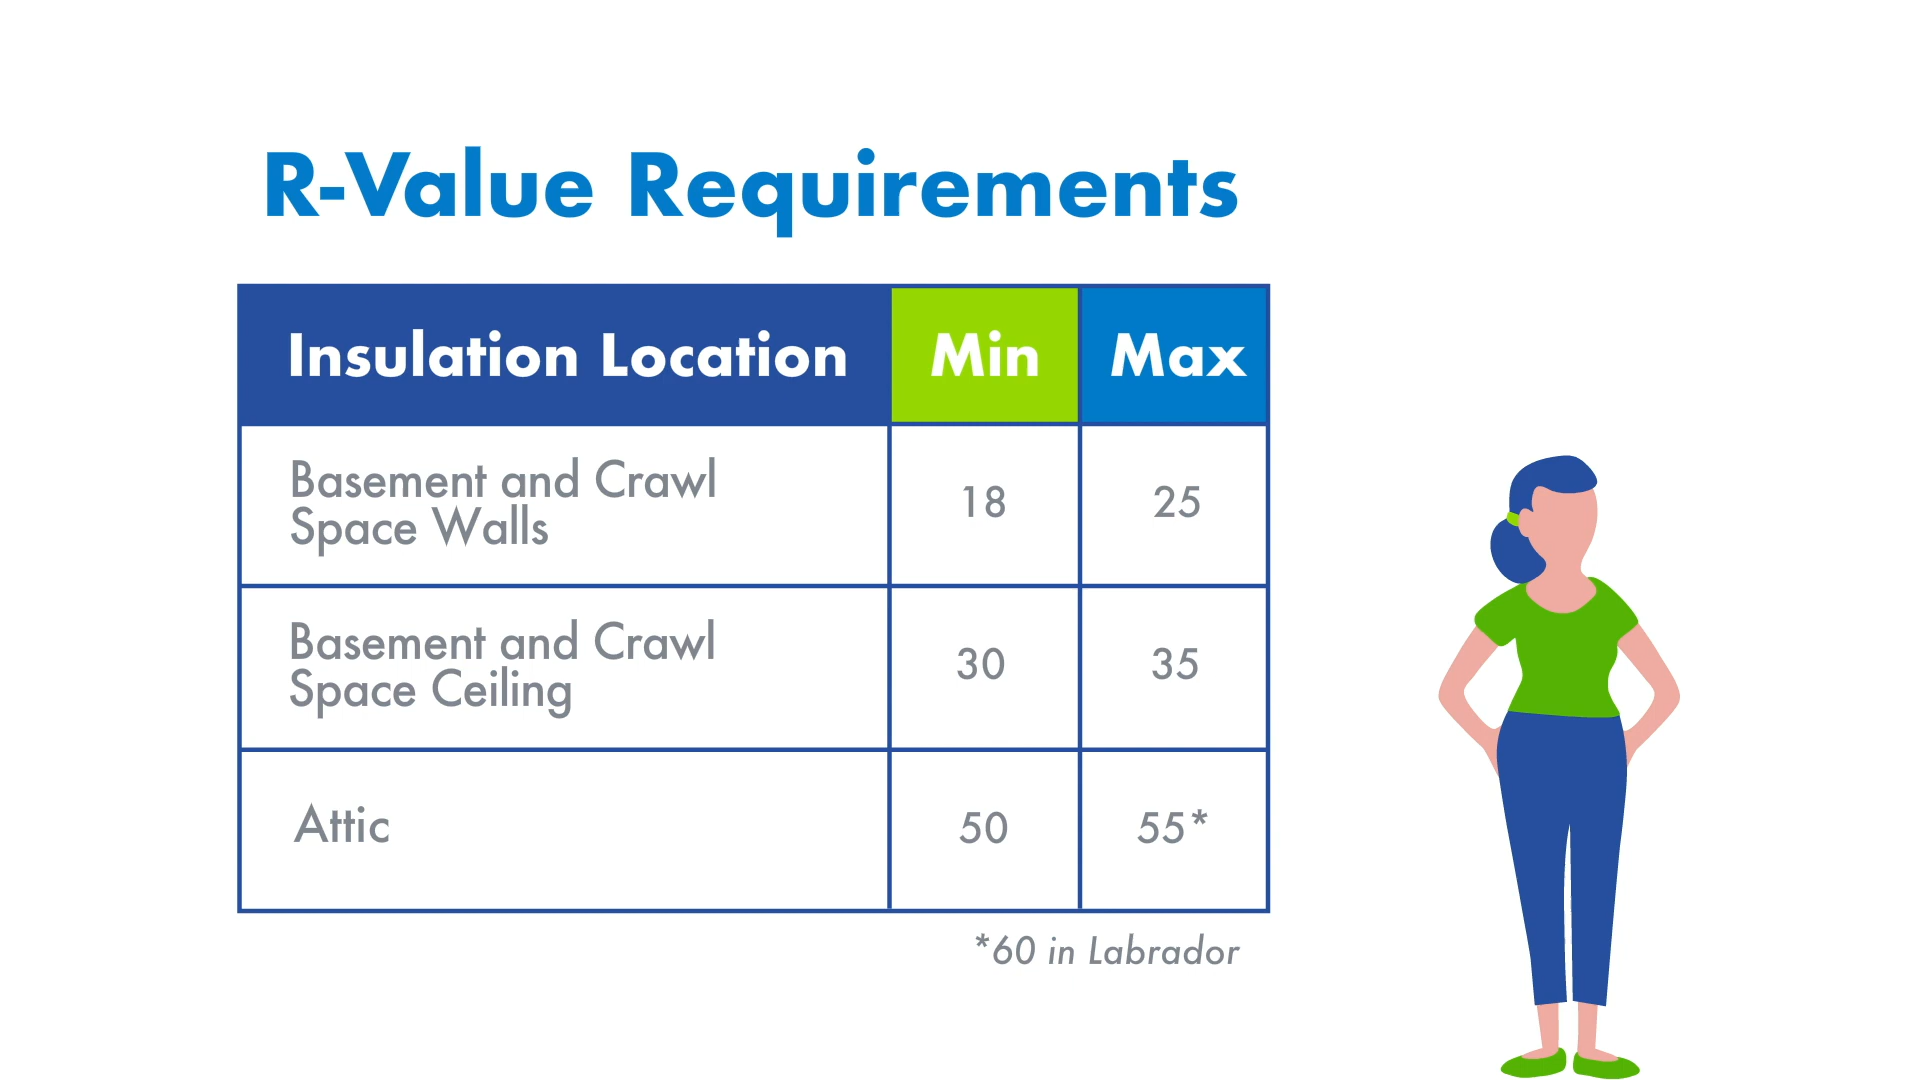 R-Value Requirements
Insulation Location Min Max
Basement and Crawl
Space Walls 18 25
Basement and Crawl
Space Ceiling 30 35
Attic 50 55*
*60 in Labrador